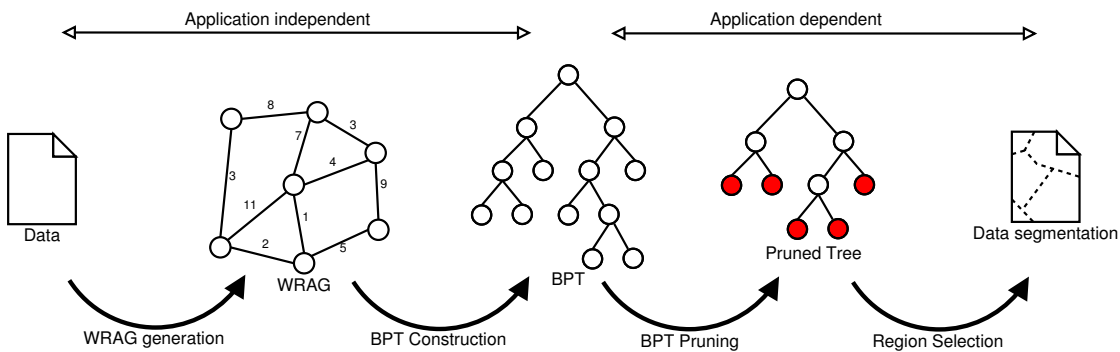 Application independent
Application dependent
8
7
3
4
9
3
11
1
2
5
Data
WRAG
BPT
Pruned Tree
Data segmentation
WRAG generation
BPT Construction
BPT Pruning
Region Selection